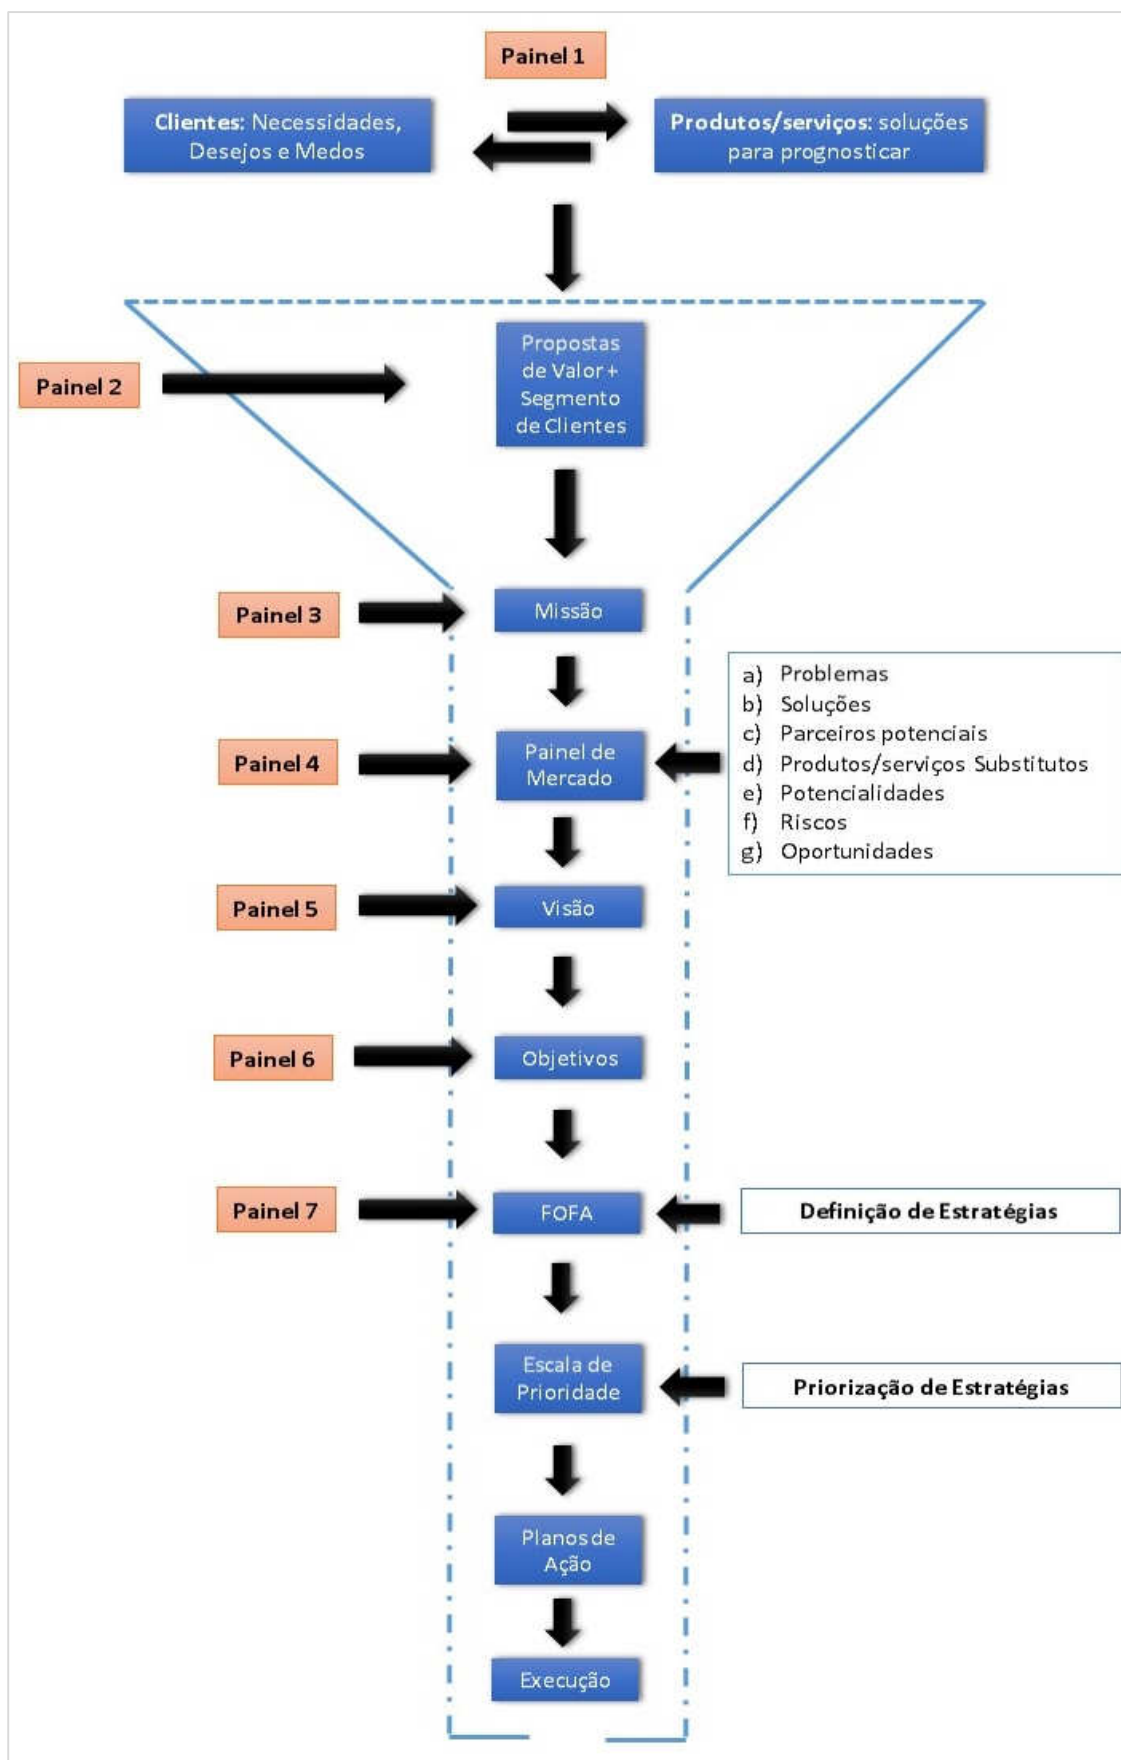 Painel 1
Clientes: Necessidades,
Desejos e Medos
Produtos/serviços: soluções
para prognosticar
Painel 2
Propostas
de Valor +
Segmento
de Clientes
Painel 3
Missão
Painel 4
Painel de
Mercado
a) Problemas
b) Soluções
c) Parceiros potenciais
d) Produtos/serviços Substitutos
e) Potencialidades
f) Riscos
g) Oportunidades
Painel 5
Visão
Painel 6
Objetivos
Painel 7
FOFA
Definição de Estratégias
Escala de
Prioridade
Priorização de Estratégias
Planos de
Ação
Execução